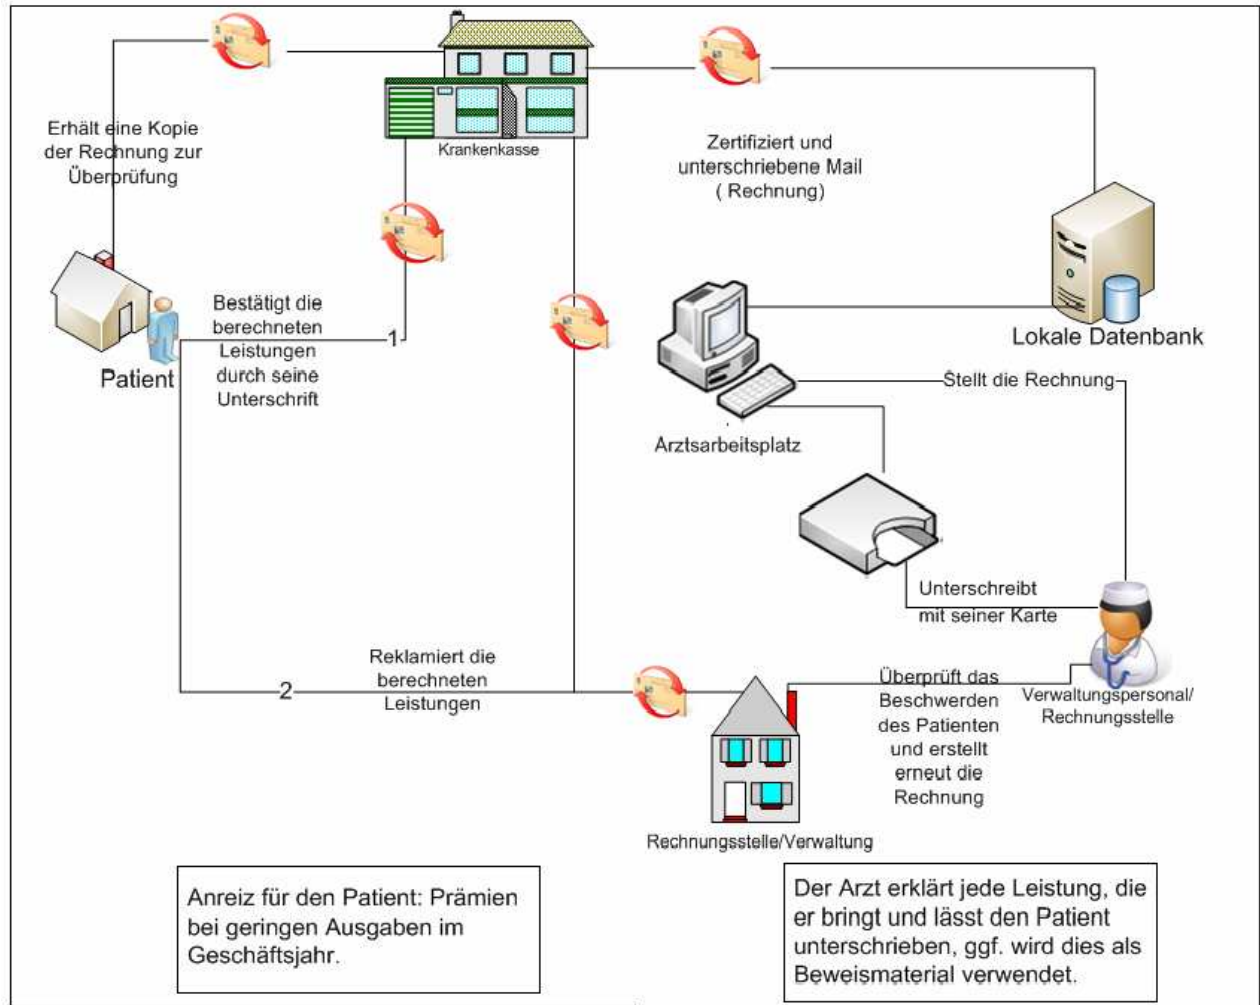 Erhält eine Kopie
der Rechnung zur
Überprüfung
Krankenkasse
Zertifiziert und
unterschriebene Mail
( Rechnung)
Bestätigt die
berechneten
Leistungen
durch seine
Unterschrift
1
Patient
Lokale Datenbank
Stellt die Rechnung
Arztsarbeitsplatz
Unterschreibt
mit seiner Karte
Reklamiert die
berechneten
Leistungen
2
Überprüft das
Beschwerden
des Patienten
und erstellt
erneut die
Rechnung
Verwaltungspersonal/
Rechnungsstelle
Rechnungsstelle/Verwaltung
Anreiz für den Patient: Prämien
bei geringen Ausgaben im
Geschäftsjahr.
Der Arzt erklärt jede Leistung, die
er bringt und lässt den Patient
unterschrieben, ggf. wird dies als
Beweismaterial verwendet.